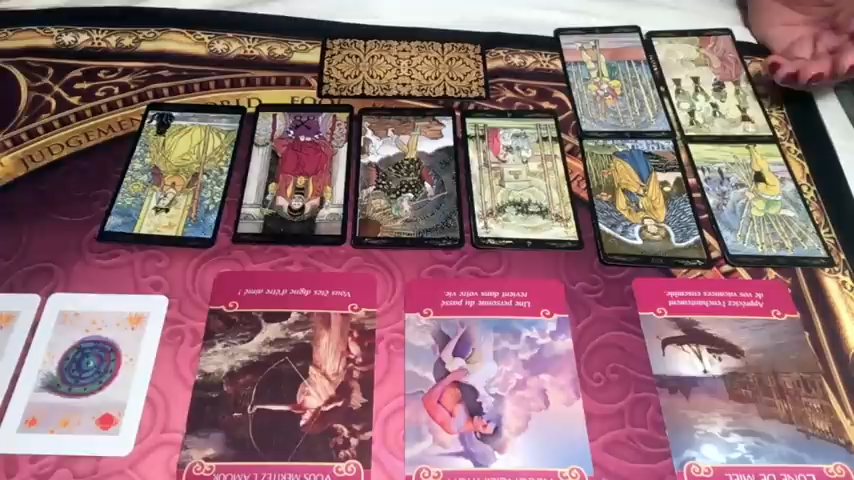 JUDGEMENT
WORLD
FOOL
Vous êtes digne d'être aimé !
Une personne du passé
revient dans votre vie.
Appréciez l'enchantement
de vos vacances ensemble.
VOUS MÉRITEZ L'AMOUR
LUNE DE MIEL